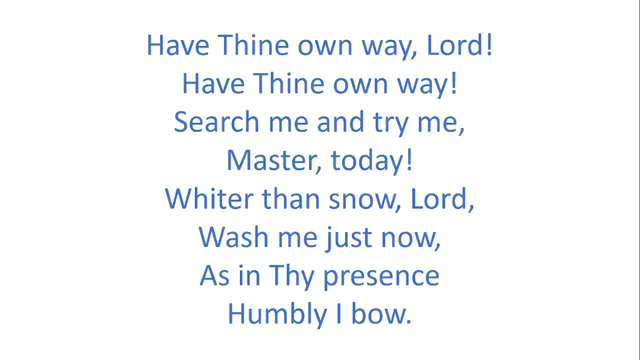 Have Thine own way, Lord!
Have Thine own way!
Search me and try me,
Master, today!
Whiter than snow, Lord,
Wash me just now,
As in Thy presence
Humbly I bow.